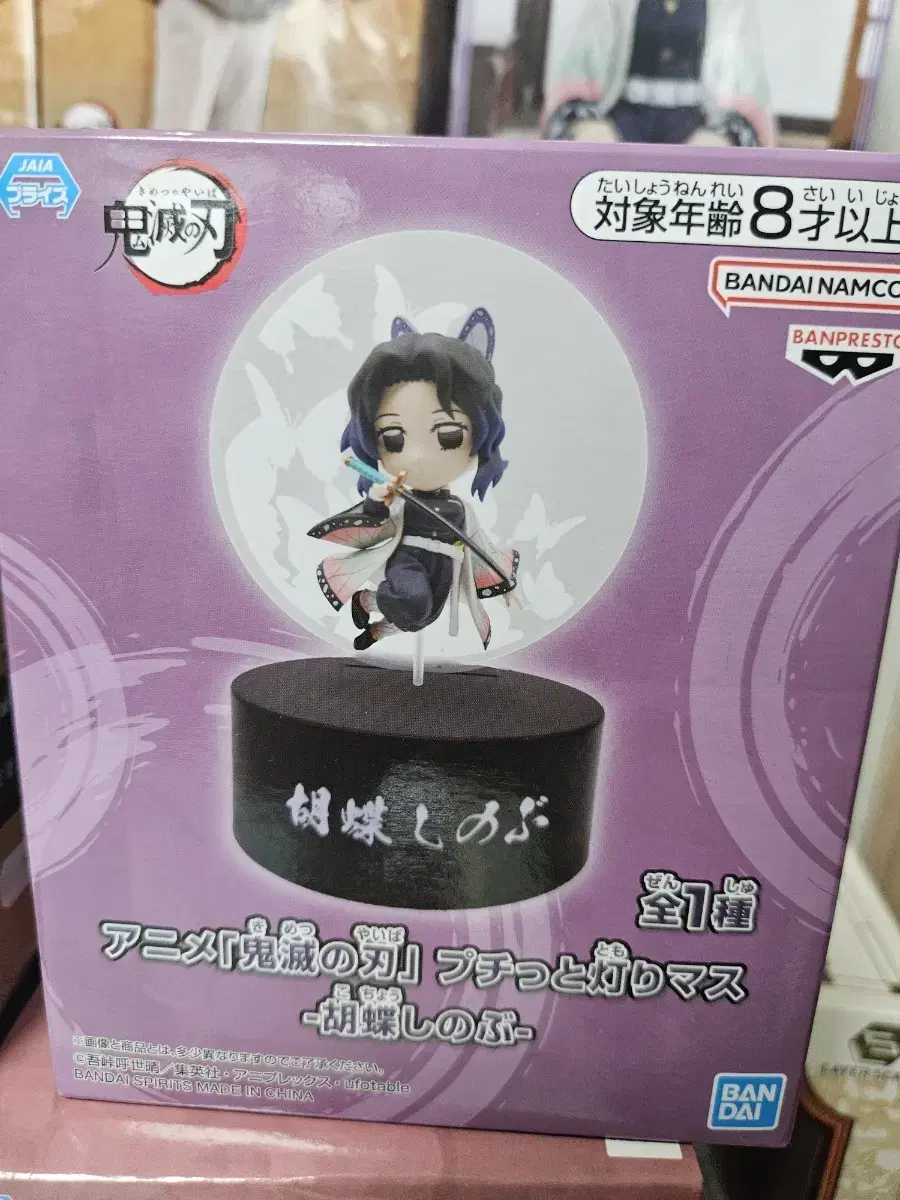 JAIA
プライズ
きめつのやいば
鬼滅の刃
たいしょうねんれい さいいじょ
対象年齢8才以上
BANDAI NAMCO
BANPRESTO
胡蝶しのぶ
ぜん しゅ
全1種
き めつ やいば とも
アニメ「鬼滅の刃」 プチっと灯りマス
こ ちょう
-胡蝶しのぶ-
※画像と商品とは、多少異なりますのでご了承ください。
©吾峠呼世晴／集英社・アニプレックス・ufotable
BANDAI SPIRITS MADE IN CHINA
BAN
DAI